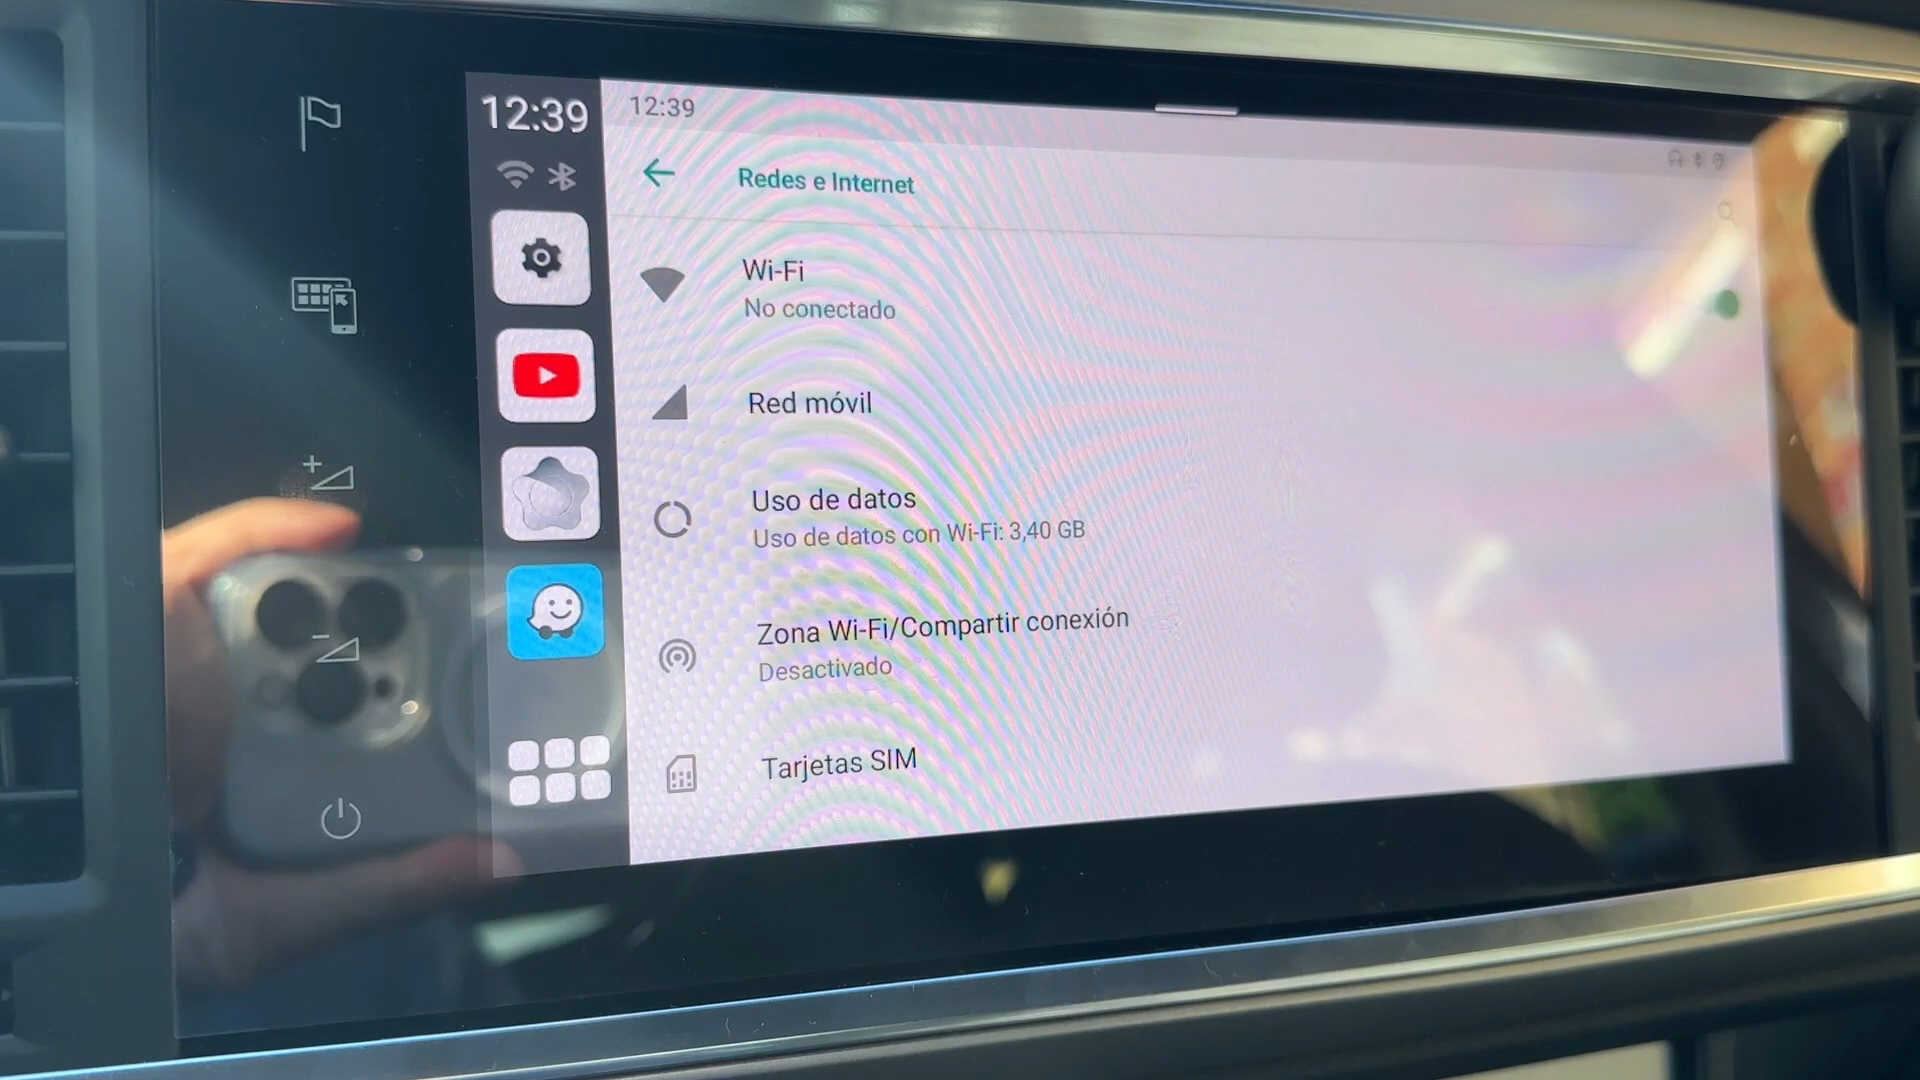 12:39
12:39
Redes e Internet
Wi-Fi
No conectado
Red móvil
Uso de datos
Uso de datos con Wi-Fi: 3,40 GB
Zona Wi-Fi/Compartir conexión
Desactivado
Tarjetas SIM